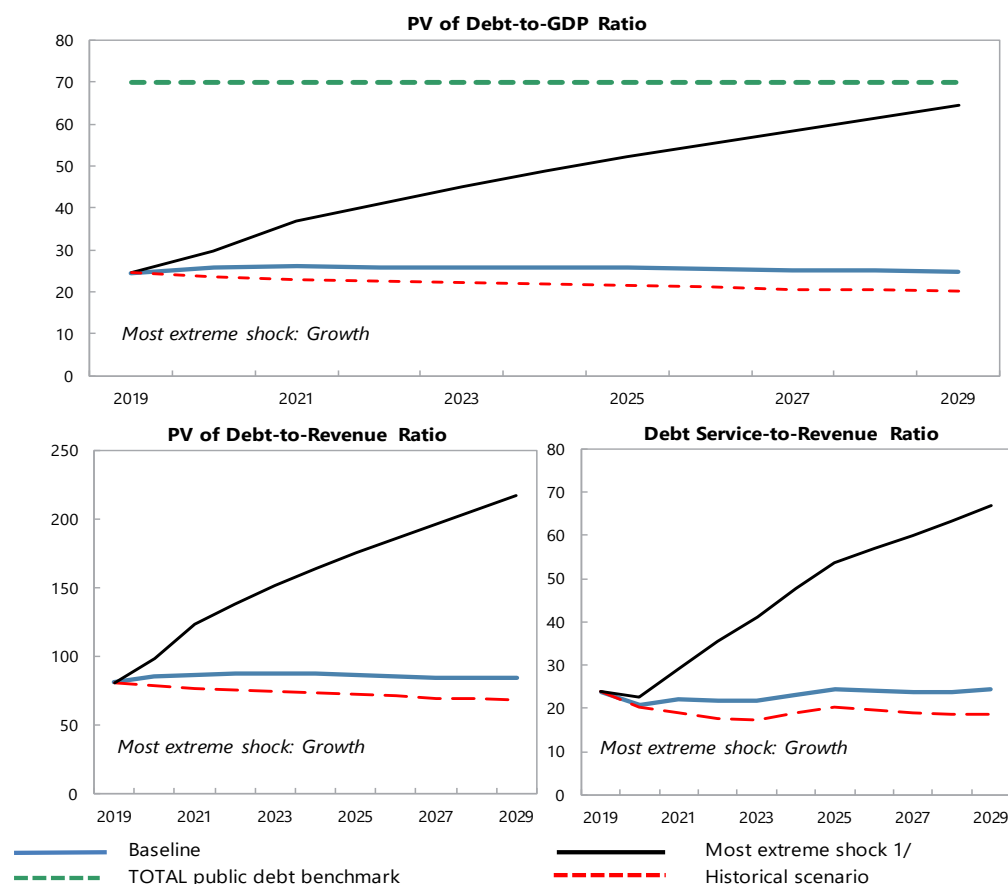 PV of Debt-to-GDP Ratio
80
70
60
50
40
30
20
10
0
Most extreme shock: Growth
2019 2021 2023 2025 2027 2029
PV of Debt-to-Revenue Ratio
250
200
150
100
50
0
Most extreme shock: Growth
2019 2021 2023 2025 2027 2029
Debt Service-to-Revenue Ratio
80
70
60
50
40
30
20
10
0
Most extreme shock: Growth
2019 2021 2023 2025 2027 2029
Baseline
Most extreme shock 1/
TOTAL public debt benchmark
Historical scenario